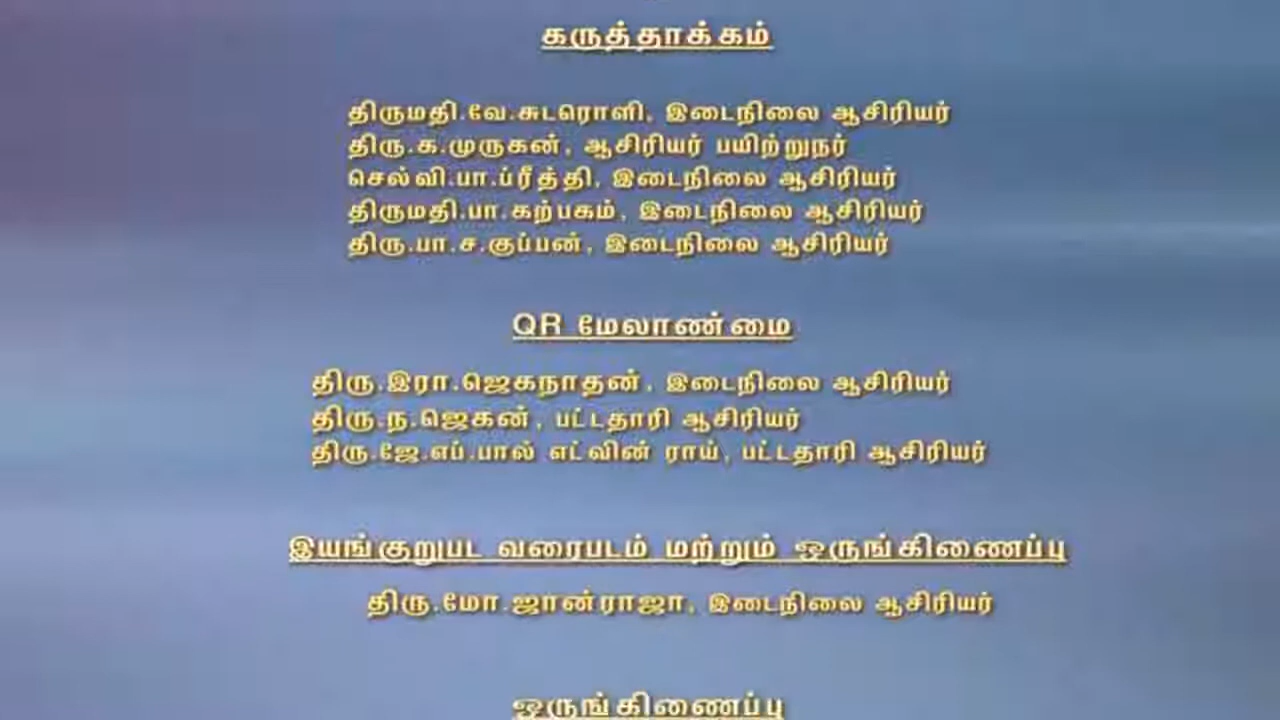 கருத்தாக்கம்
திருமதி.வே.சுடரொளி, இடைநிலை ஆசிரியர்
திரு.க.முருகன், ஆசிரியர் பயிற்றுநர்
செல்வி.பா.ப்ரீத்தி, இடைநிலை ஆசிரியர்
திருமதி.பா.கற்பகம், இடைநிலை ஆசிரியர்
திரு.பா.ச.குப்பன், இடைநிலை ஆசிரியர்
QR மேலாண்மை
திரு.இரா.ஜெகநாதன், இடைநிலை ஆசிரியர்
திரு.ந.ஜெகன், பட்டதாரி ஆசிரியர்
திரு.ஜே.எப்.பால் எட்வின் ராய், பட்டதாரி ஆசிரியர்
இயங்குறுபட வரைபடம் மற்றும் ஒருங்கிணைப்பு
திரு.மோ.ஜான்ராஜா, இடைநிலை ஆசிரியர்
ஒருங்கிணைப்பு